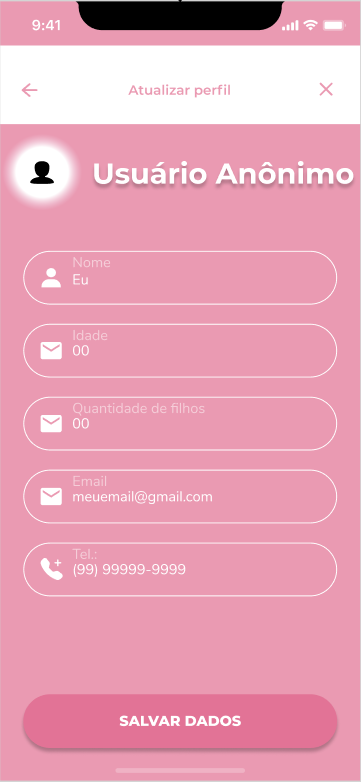 9:41
Atualizar perfil
Usuário Anônimo
Nome
Eu
Idade
00
Quantidade de filhos
00
Email
meuemail@gmail.com
Tel.:
(99) 99999-9999
SALVAR DADOS